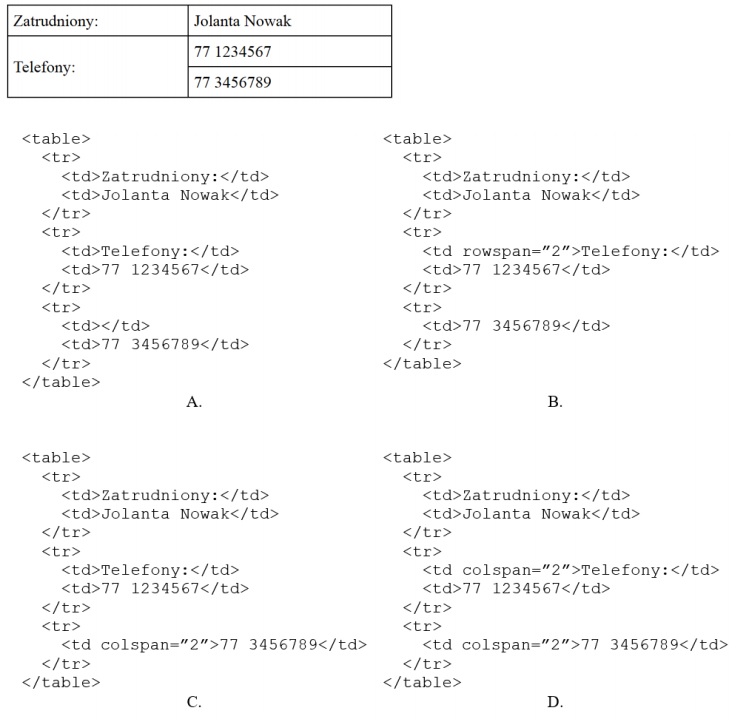 Zatrudniony: Jolanta Nowak
Telefony: 77 1234567
77 3456789
<table>
<tr>
<td>Zatrudniony:</td>
<td>Jolanta Nowak</td>
</tr>
<tr>
<td>Telefony:</td>
<td>77 1234567</td>
</tr>
<tr>
<td></td>
<td>77 3456789</td>
</tr>
</table>
A.
<table>
<tr>
<td>Zatrudniony:</td>
<td>Jolanta Nowak</td>
</tr>
<tr>
<td rowspan=″2″>Telefony:</td>
<td>77 1234567</td>
</tr>
<tr>
<td>77 3456789</td>
</tr>
</table>
B.
<table>
<tr>
<td>Zatrudniony:</td>
<td>Jolanta Nowak</td>
</tr>
<tr>
<td>Telefony:</td>
<td>77 1234567</td>
</tr>
<tr>
<td colspan=″2″>77 3456789</td>
</tr>
</table>
C.
<table>
<tr>
<td>Zatrudniony:</td>
<td>Jolanta Nowak</td>
</tr>
<tr>
<td colspan=″2″>Telefony:</td>
<td>77 1234567</td>
</tr>
<tr>
<td colspan=″2″>77 3456789</td>
</tr>
</table>
D.